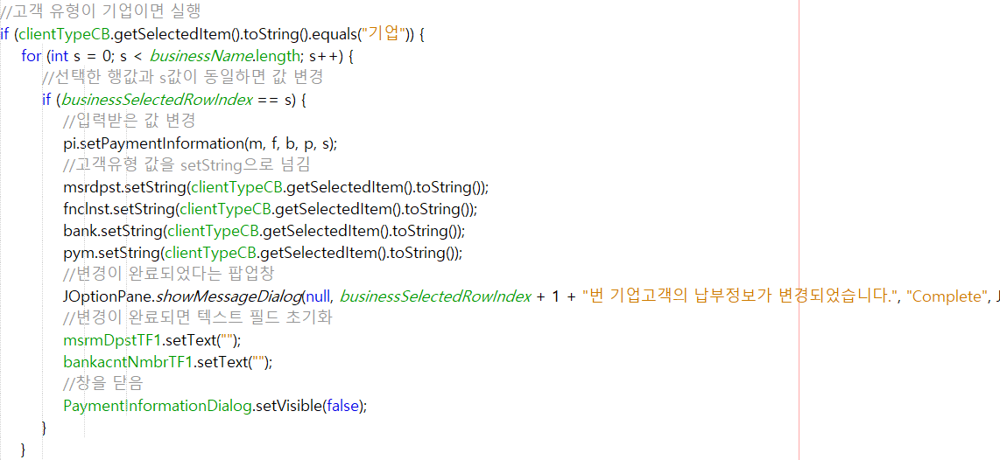 //고객 유형이 기업이면 실행
if (clientTypeCB.getSelectedItem().toString().equals("기업")) {
for (int s = 0; s < businessName.length; s++) {
//선택한 행값과 s값이 동일하면 값 변경
if (businessSelectedRowIndex == s) {
//입력받은 값 변경
pi.setPaymentInformation(m, f, b, p, s);
//고객유형 값을 setString으로 넘김
msrdpst.setString(clientTypeCB.getSelectedItem().toString());
fnclnst.setString(clientTypeCB.getSelectedItem().toString());
bank.setString(clientTypeCB.getSelectedItem().toString());
pym.setString(clientTypeCB.getSelectedItem().toString());
//변경이 완료되었다는 팝업창
JOptionPane.showMessageDialog(null, businessSelectedRowIndex + 1 + "번 기업고객의 납부정보가 변경되었습니다.", "Complete", J
//변경이 완료되면 텍스트 필드 초기화
msrmDpstTF1.setText("");
bankacntNmbrTF1.setText("");
//창을 닫음
PaymentInformationDialog.setVisible(false);
}
}